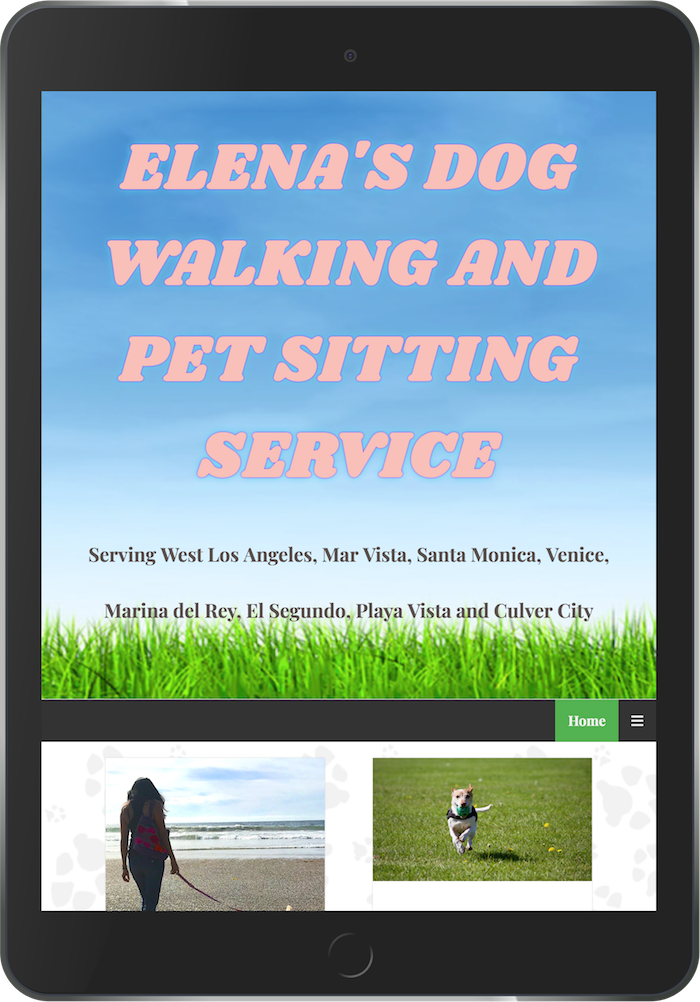 ELENA'S DOG
WALKING AND
PET SITTING
SERVICE
Serving West Los Angeles, Mar Vista, Santa Monica, Venice,
Marina del Rey, El Segundo, Playa Vista and Culver City
Home